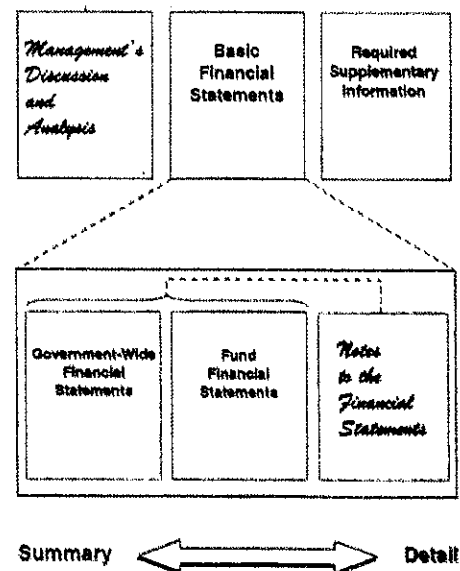 Management's
Discussion
and
Analysis
Basic
Financial
Statements
Required
Supplementary
Information
Government-Wide
Financial
Statements
Fund
Financial
Statements
Notes
to the
Financial
Statements
Summary
Detail